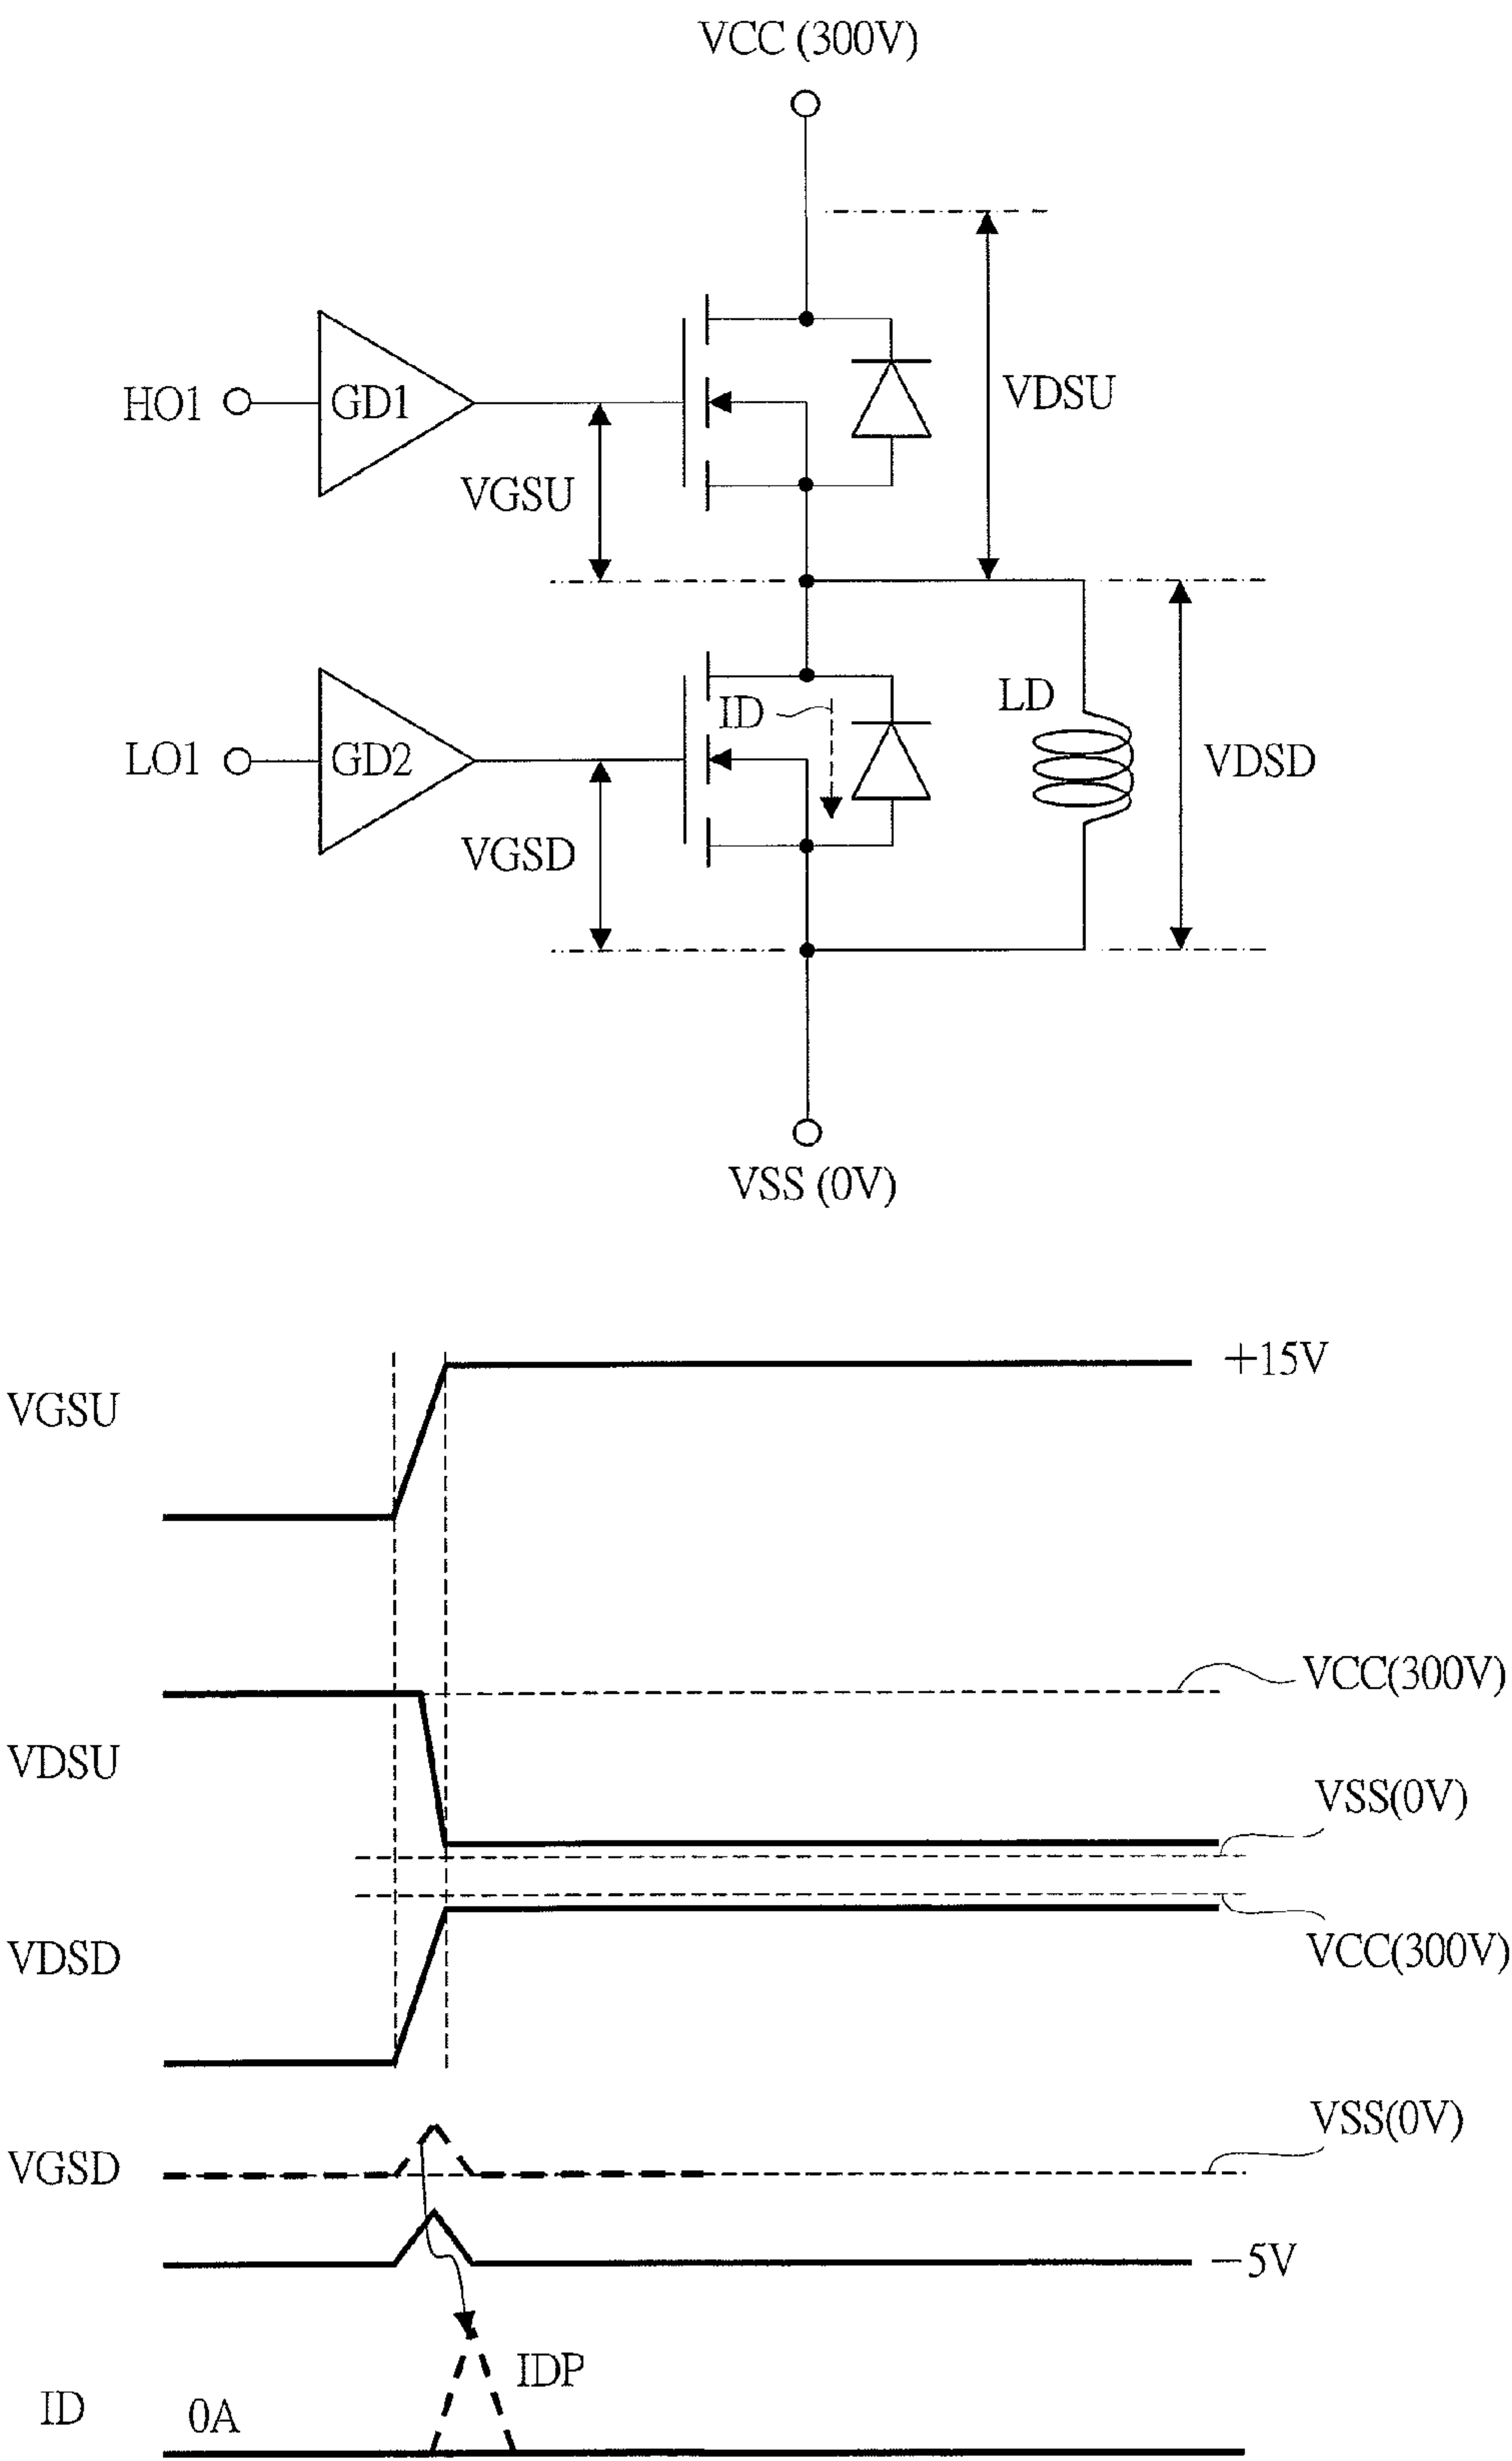 VCC (300V)
VDSU
HO1
GD1
VGSU
ID
LD
LO1
GD2
VDSD
VGSD
VSS (0V)
+15V
VGSU
VCC(300V)
VDSU
VSS(0V)
VDSD
VCC(300V)
VSS(0V)
VGSD
−5V
IDP
ID
0A